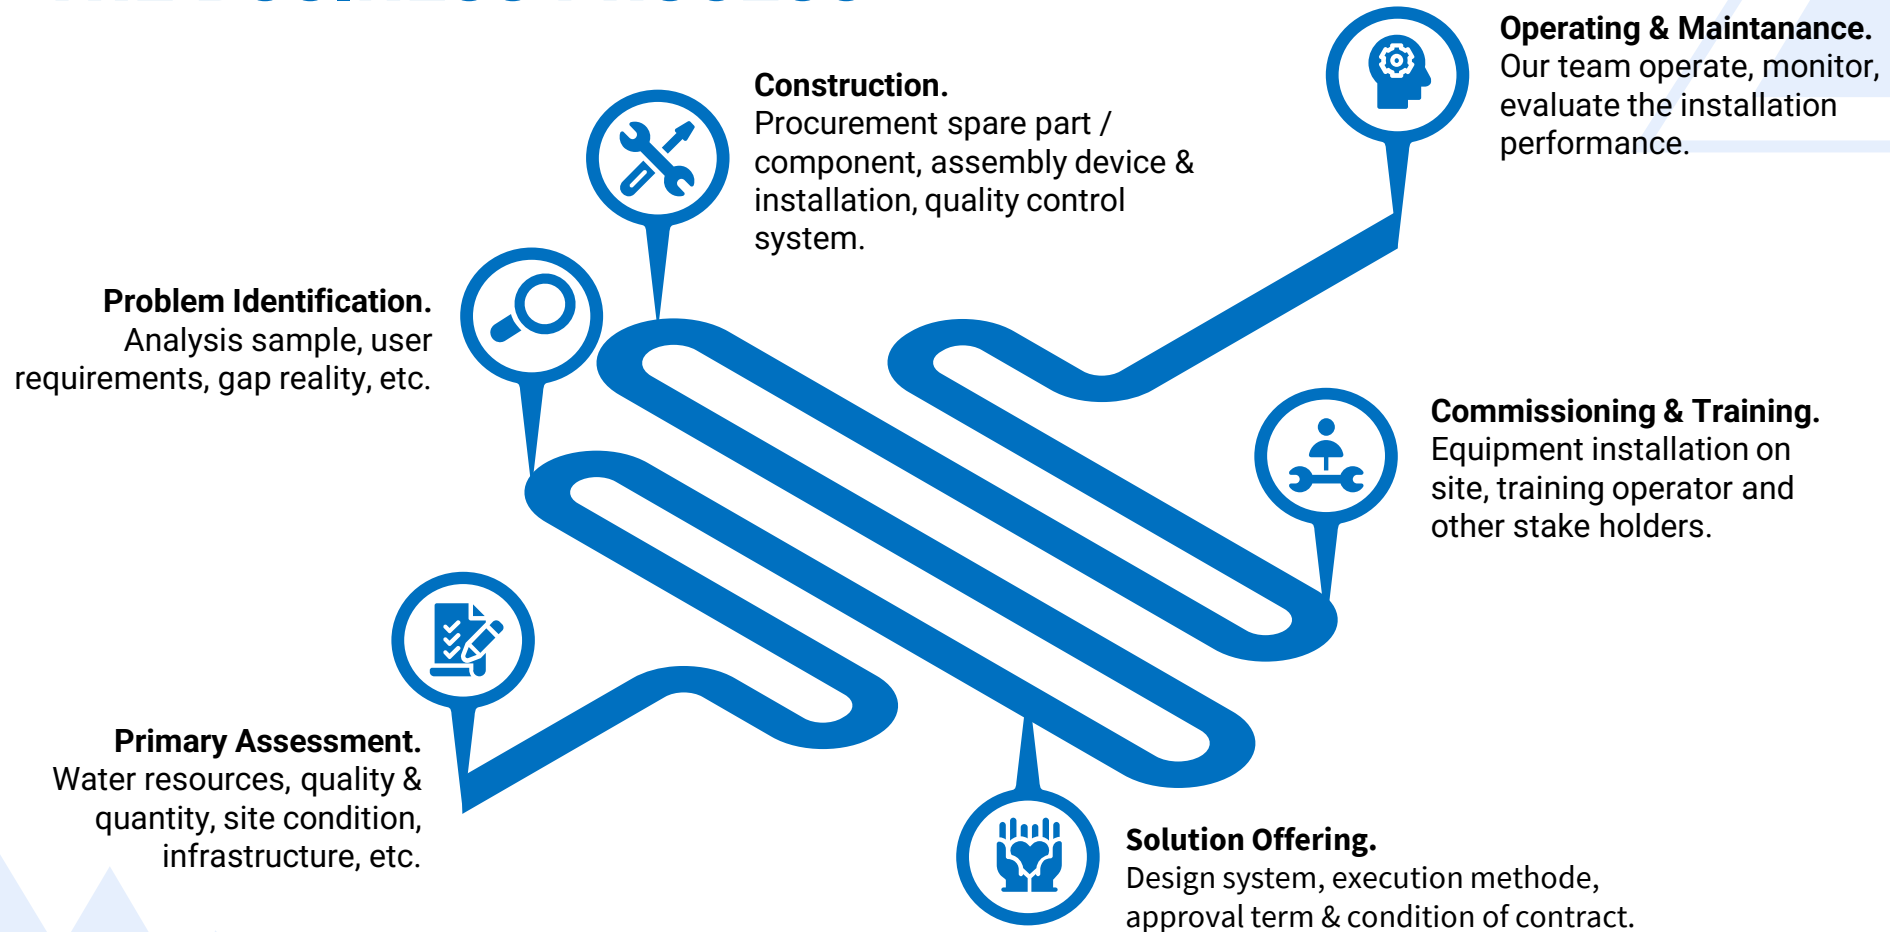 Operating & Maintanance.
Our team operate, monitor,
evaluate the installation
performance.
Construction.
Procurement spare part /
component, assembly device &
installation, quality control
system.
Problem Identification.
Analysis sample, user
requirements, gap reality, etc.
Commissioning & Training.
Equipment installation on
site, training operator and
other stake holders.
Primary Assessment.
Water resources, quality &
quantity, site condition,
infrastructure, etc.
Solution Offering.
Design system, execution methode,
approval term & condition of contract.